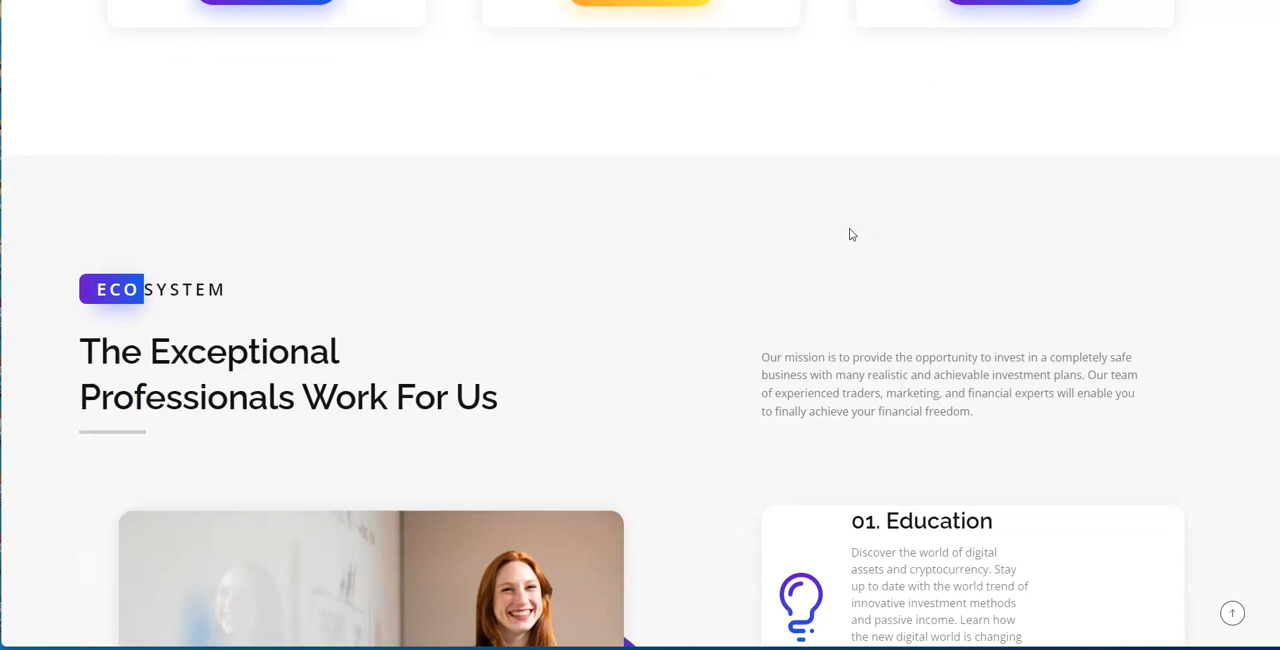 ECOSYSTEM
The Exceptional
Professionals Work For Us
Our mission is to provide the opportunity to invest in a completely safe
business with many realistic and achievable investment plans. Our team
of experienced traders, marketing, and financial experts will enable you
to finally achieve your financial freedom.
01. Education
Discover the world of digital
assets and cryptocurrency. Stay
up to date with the world trend of
innovative investment methods
and passive income. Learn how
the new digital world is changing